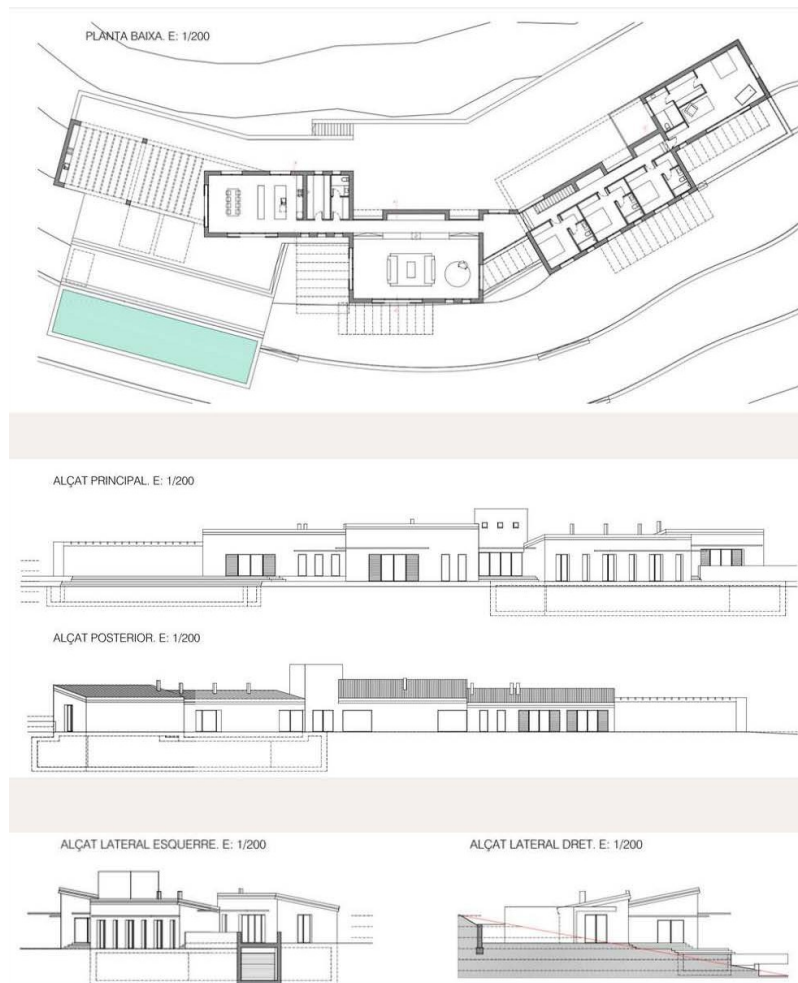 PLANTA BAIXA. E: 1/200
ALÇAT PRINCIPAL. E: 1/200
ALÇAT POSTERIOR. E: 1/200
ALÇAT LATERAL ESQUERRE. E: 1/200
ALÇAT LATERAL DRET. E: 1/200